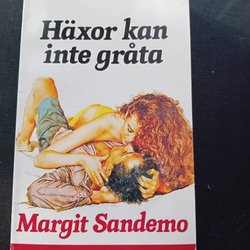 Häxor kan
inte gråta
Margit Sandemo